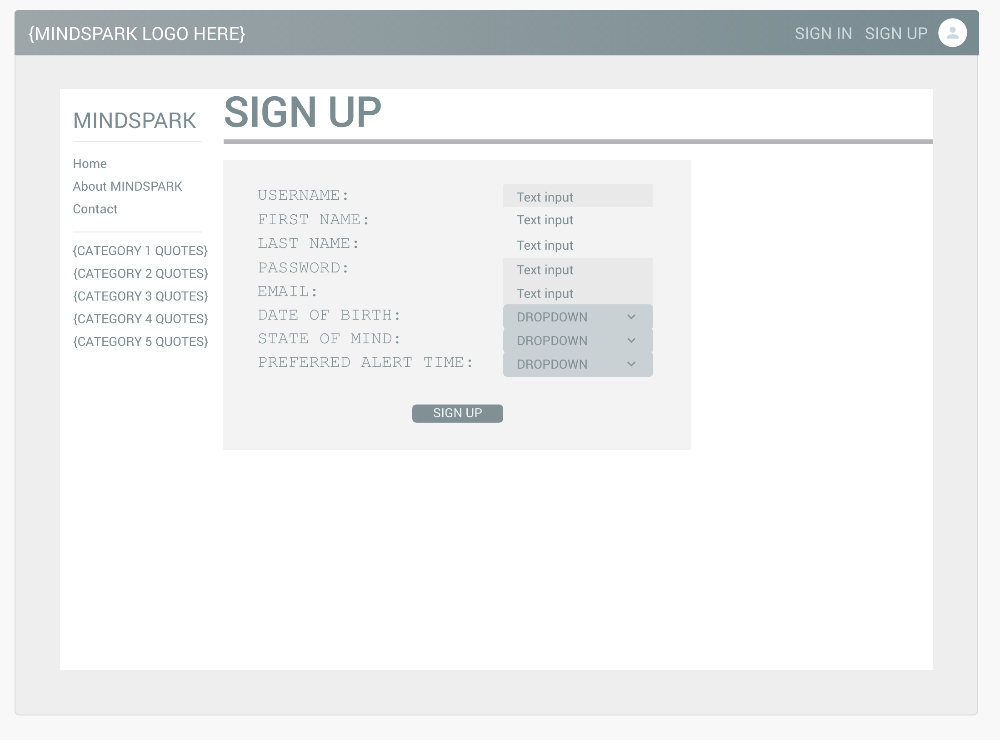 {MINDSPARK LOGO HERE}
SIGN IN SIGN UP
MINDSPARK
Home
About MINDSPARK
Contact
{CATEGORY 1 QUOTES}
{CATEGORY 2 QUOTES}
{CATEGORY 3 QUOTES}
{CATEGORY 4 QUOTES}
{CATEGORY 5 QUOTES}
SIGN UP
USERNAME: Text input
FIRST NAME: Text input
LAST NAME: Text input
PASSWORD: Text input
EMAIL: Text input
DATE OF BIRTH: DROPDOWN
STATE OF MIND: DROPDOWN
PREFERRED ALERT TIME: DROPDOWN
SIGN UP